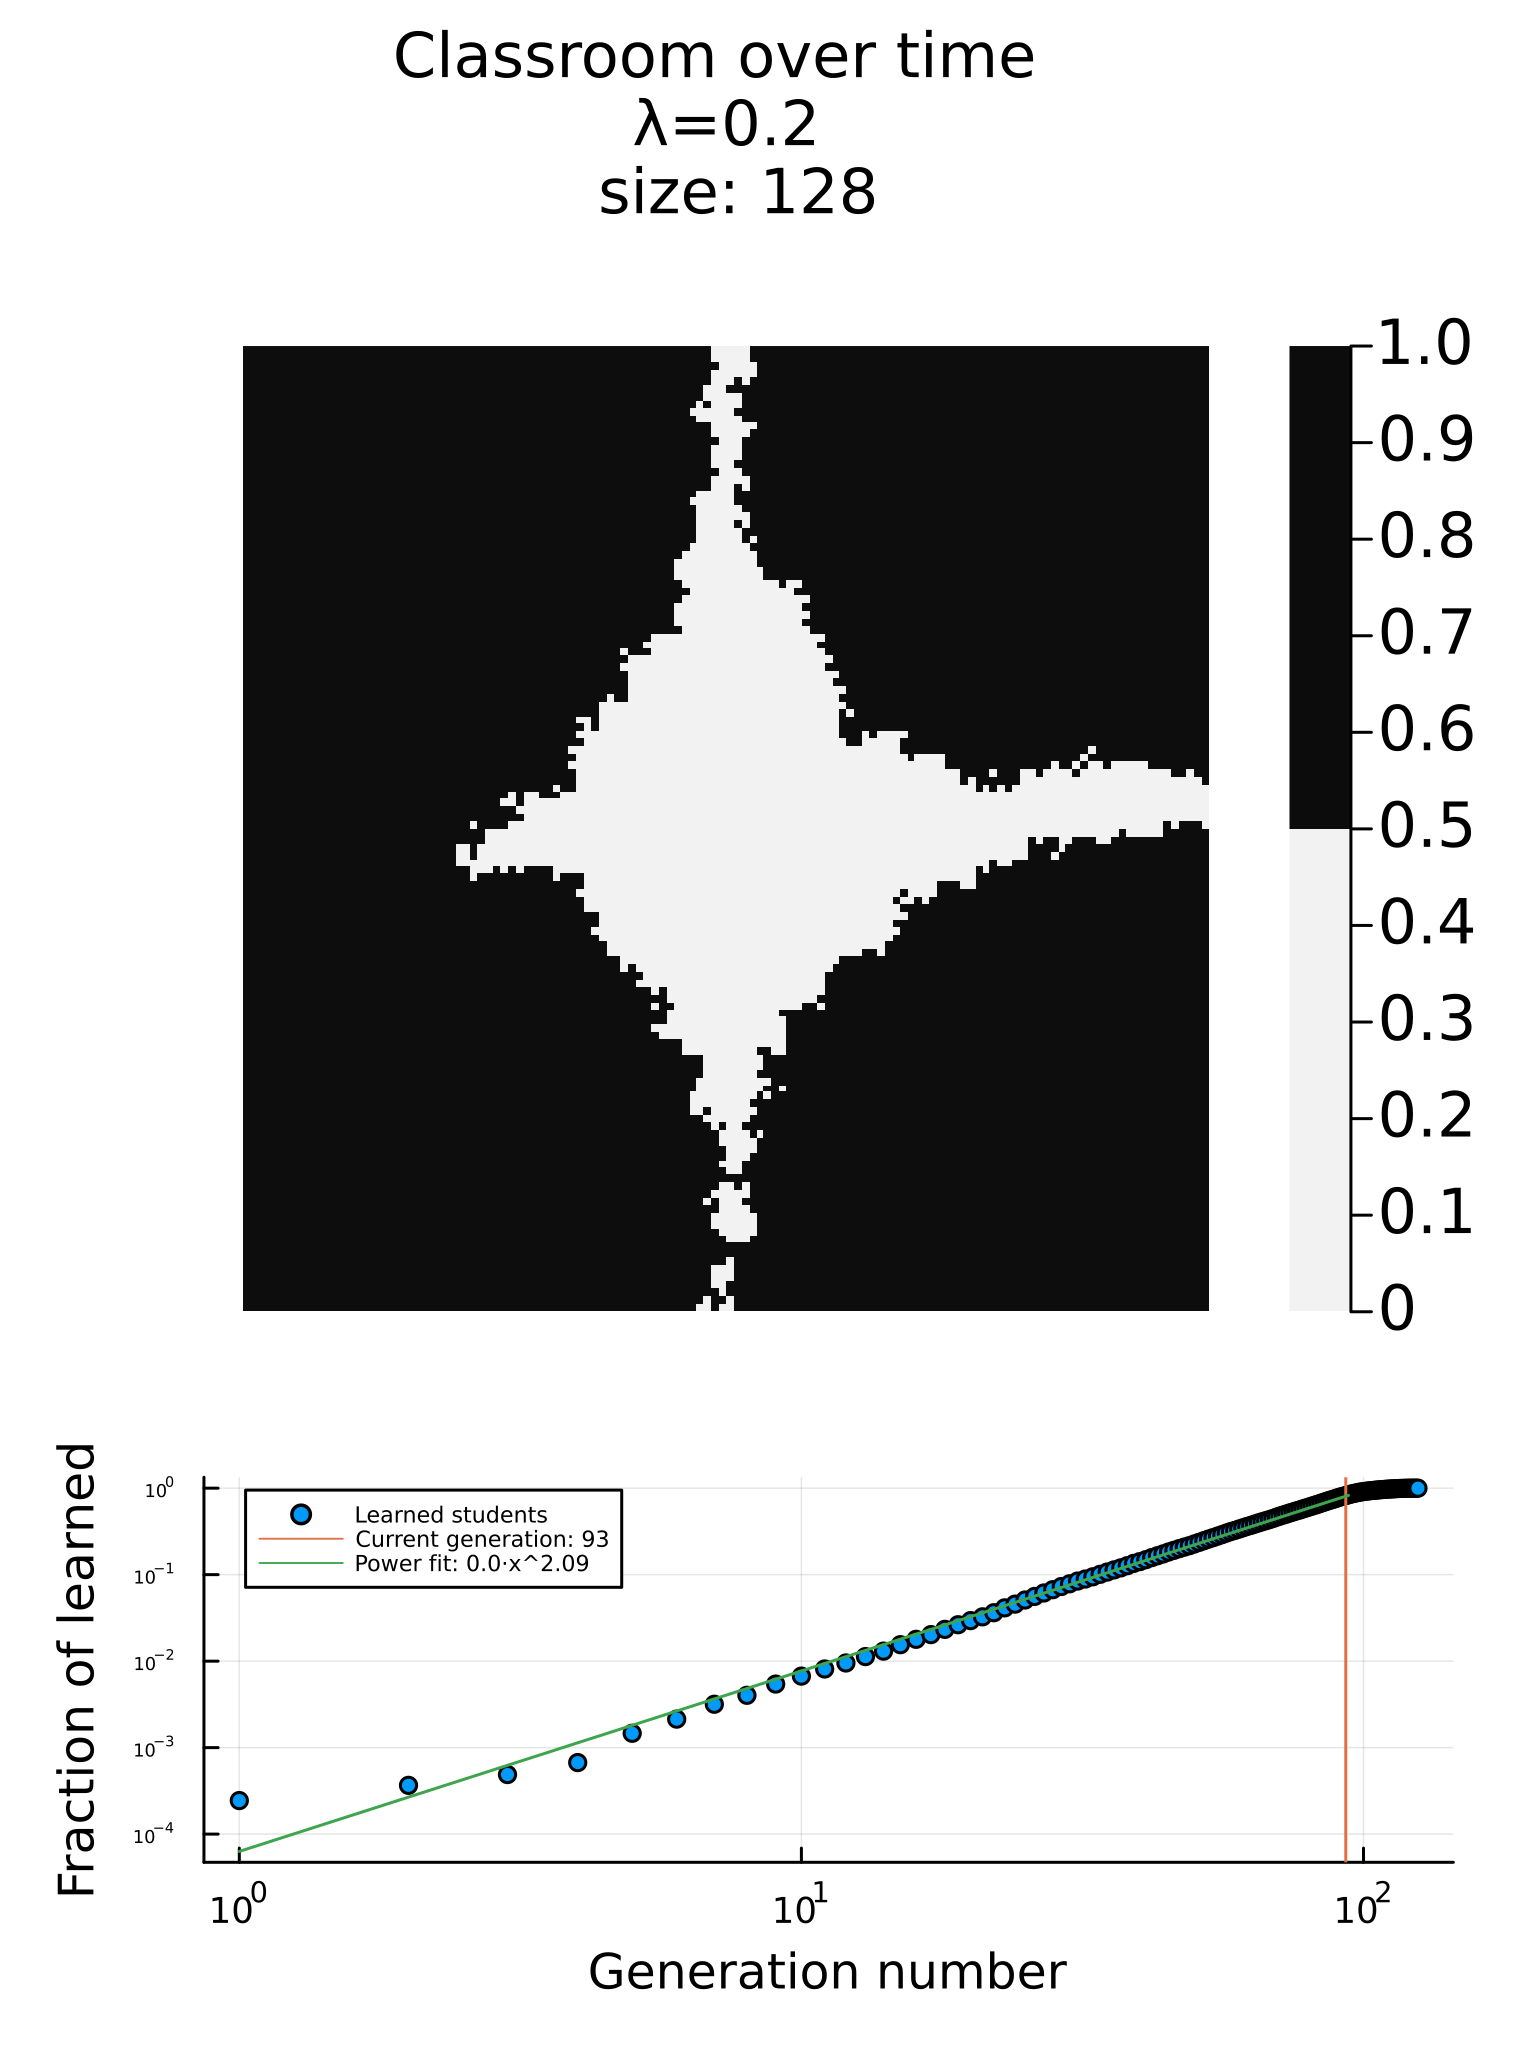 Classroom over time
λ=0.2
size: 128
1.0
0.9
0.8
0.7
0.6
0.5
0.4
0.3
0.2
0.1
0
Fraction of learned
10^0
10^-1
10^-2
10^-3
10^-4
Learned students
Current generation: 93
Power fit: 0.0·x^2.09
10^0 10^1 10^2
Generation number